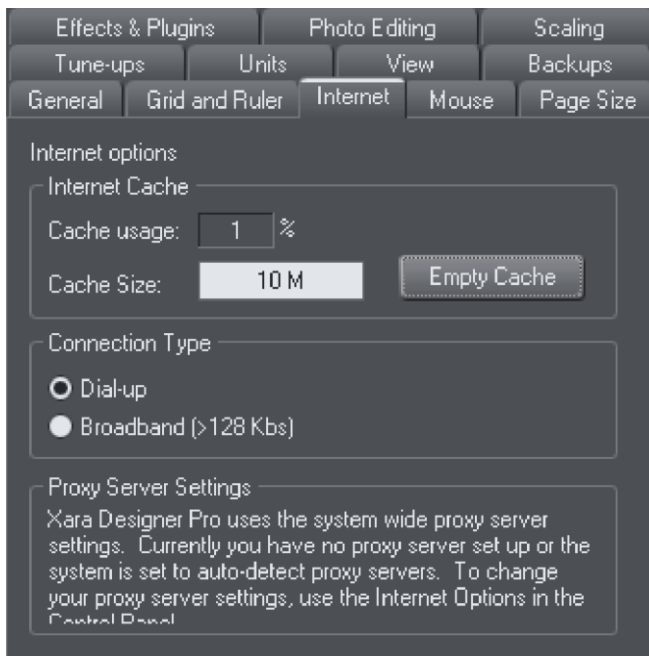 Effects & Plugins Photo Editing Scaling
Tune-ups Units View Backups
General Grid and Ruler Internet Mouse Page Size
Internet options
Internet Cache
Cache usage: 1 %
Cache Size: 10 M Empty Cache
Connection Type
Dial-up
Broadband (>128 Kbs)
Proxy Server Settings
Xara Designer Pro uses the system wide proxy server
settings. Currently you have no proxy server set up or the
system is set to auto-detect proxy servers. To change
your proxy server settings, use the Internet Options in the
Control Panel